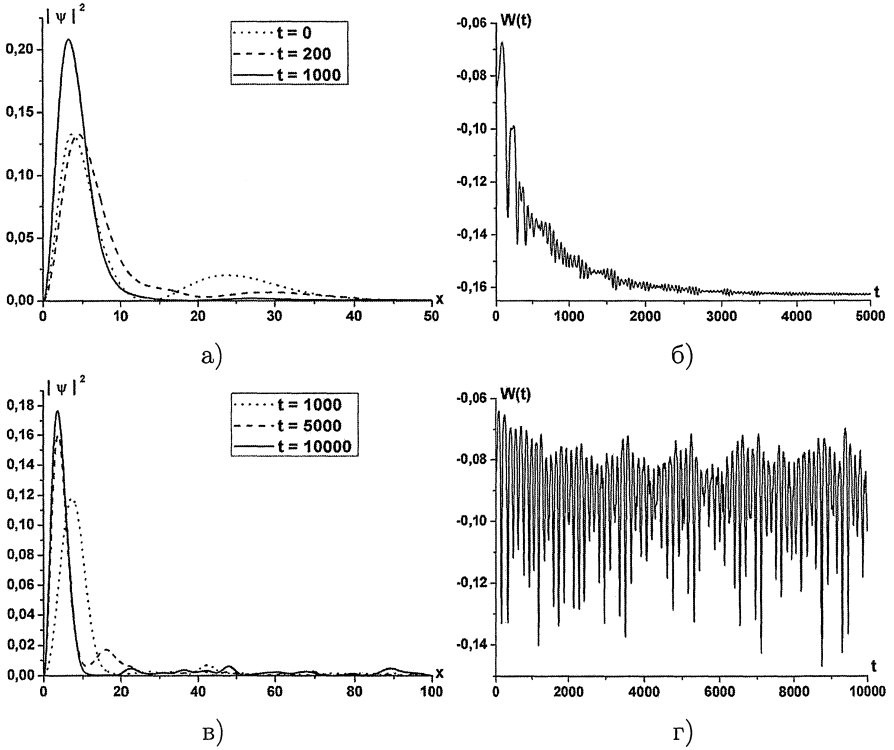 |ψ|²
t = 0
t = 200
t = 1000
0,20
0,15
0,10
0,05
0,00
0
10
20
30
40
50
x
а)
W(t)
-0,06
-0,08
-0,10
-0,12
-0,14
-0,16
0
1000
2000
3000
4000
5000
t
б)
|ψ|²
t = 1000
t = 5000
t = 10000
0,18
0,16
0,14
0,12
0,10
0,08
0,06
0,04
0,02
0,00
0
20
40
60
80
100
x
в)
W(t)
-0,06
-0,08
-0,10
-0,12
-0,14
0
2000
4000
6000
8000
10000
t
г)